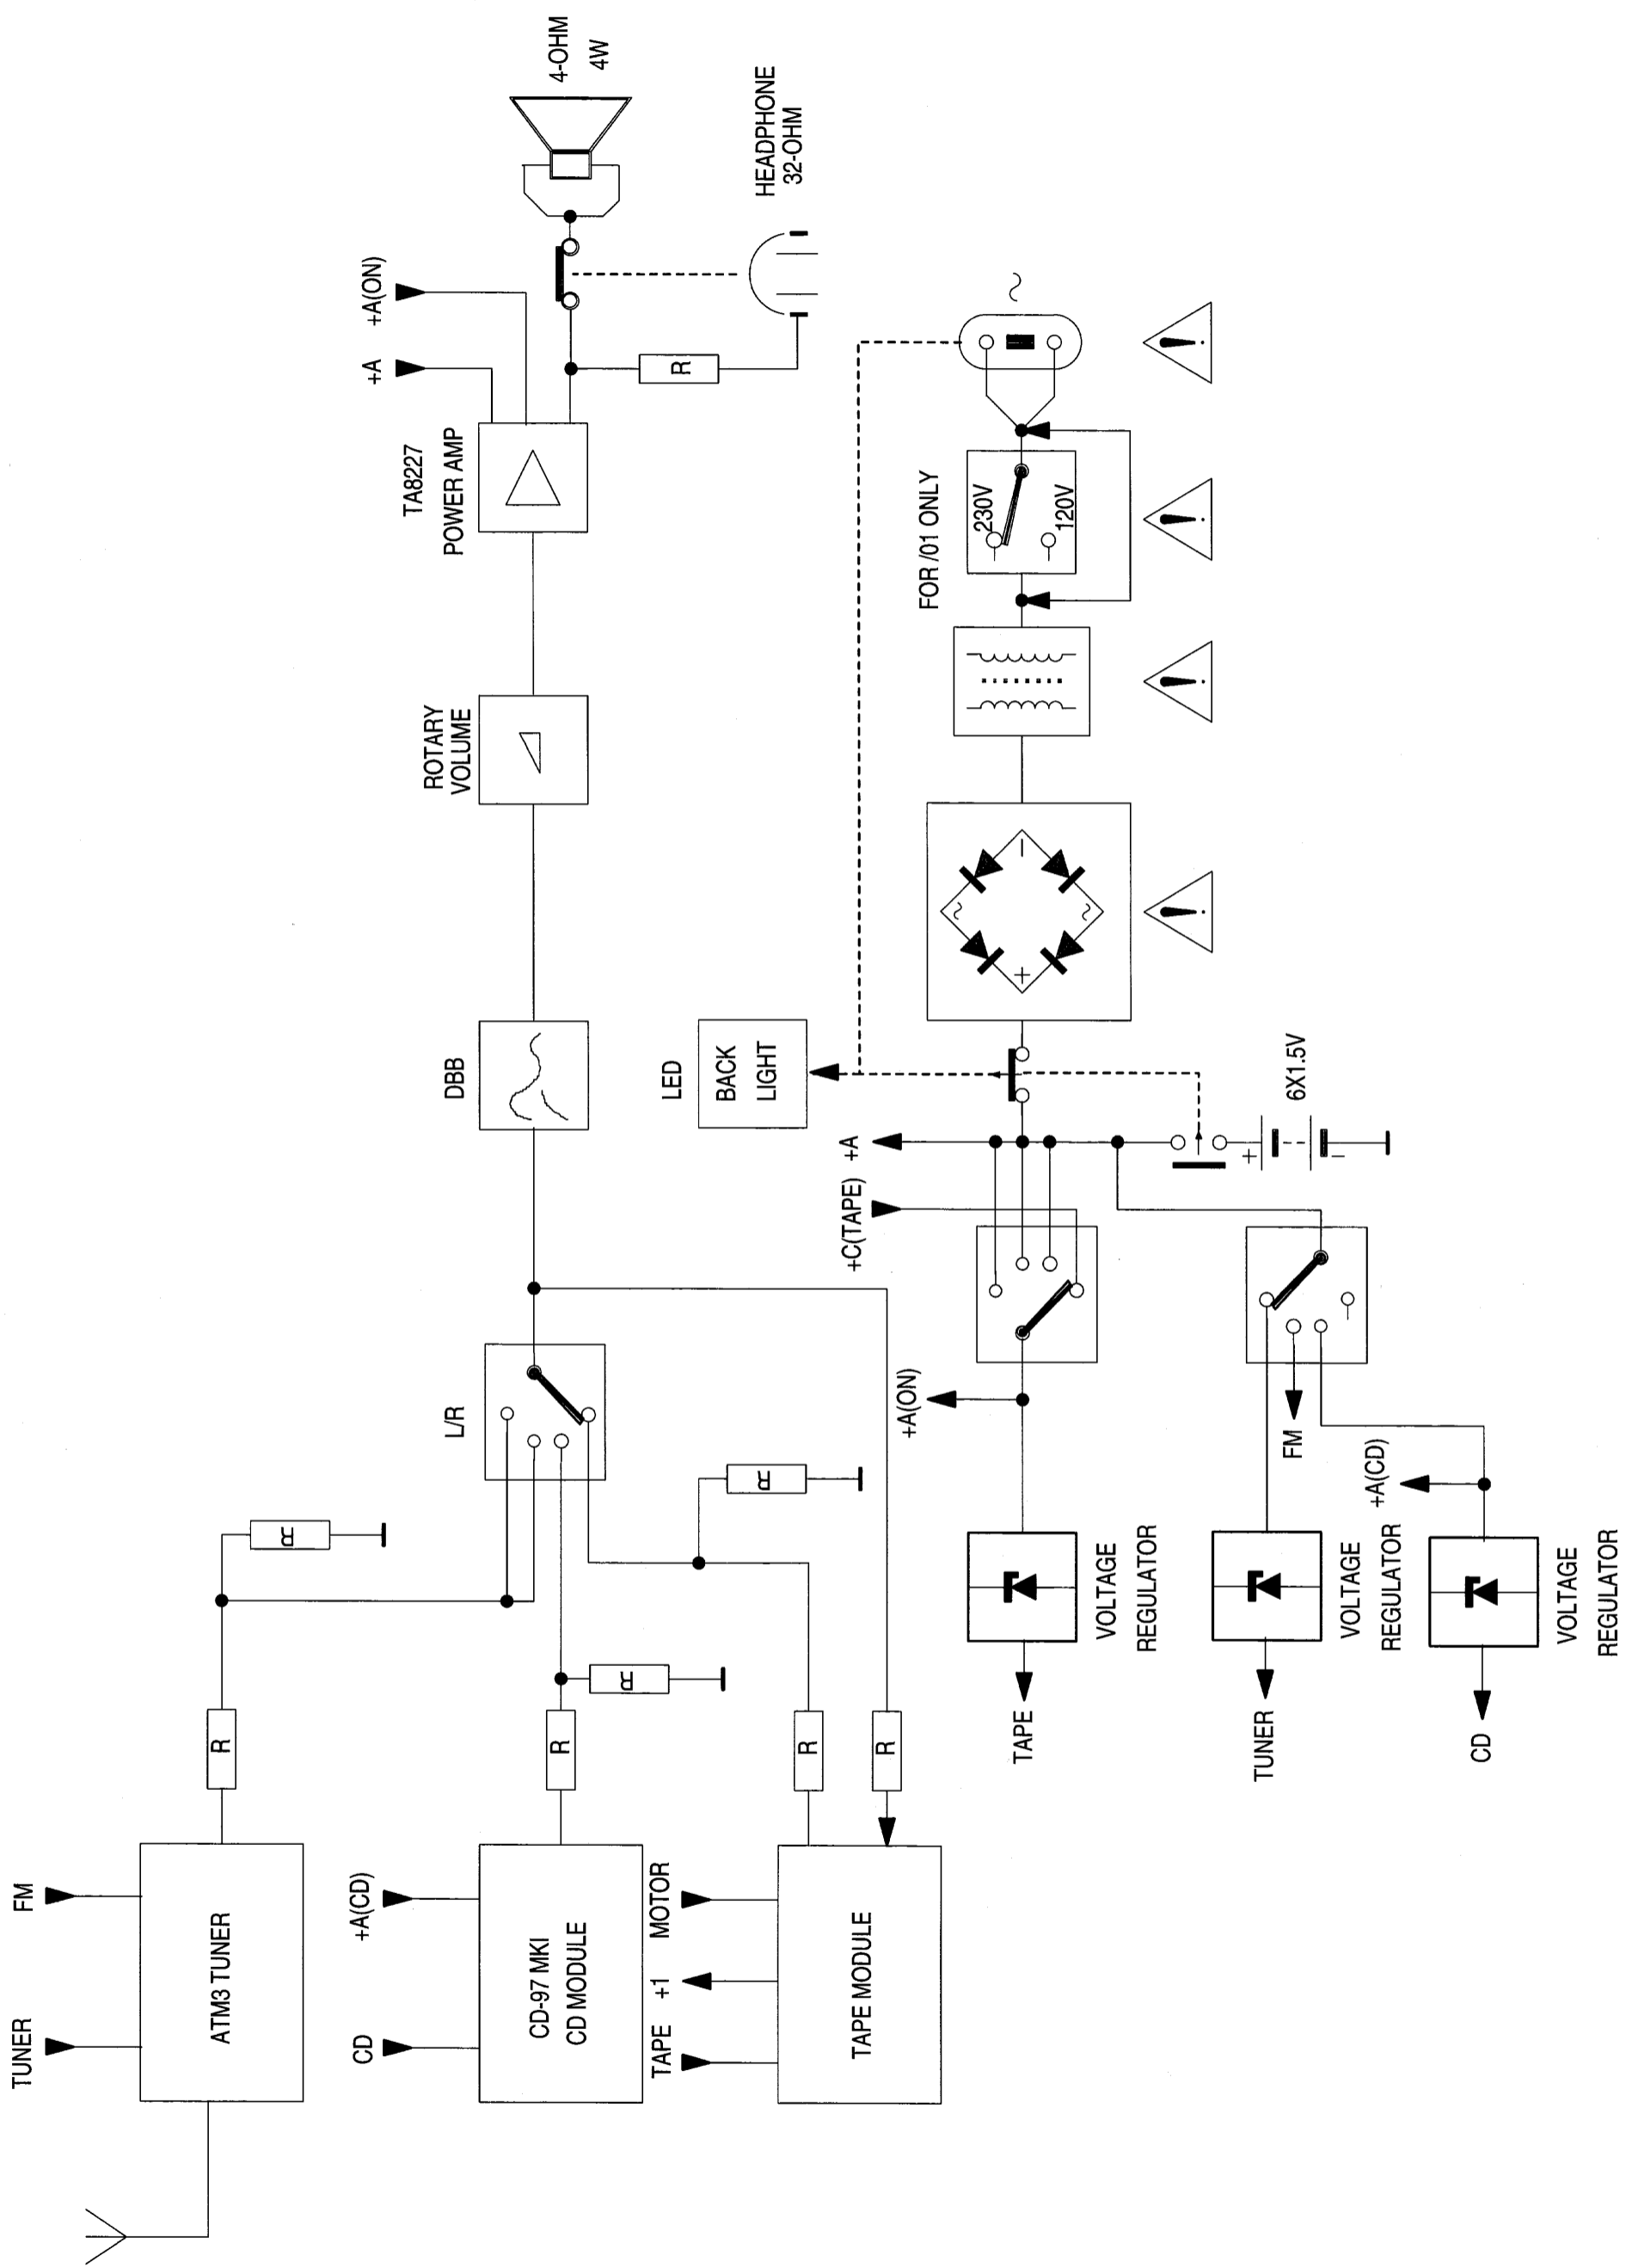 TUNER
FM
ATM3 TUNER
CD
+A(CD)
CD-97 MKI
CD MODULE
TAPE
+1
MOTOR
TAPE MODULE
R
R
R
R
R
R
R
L/R
DBB
ROTARY
VOLUME
TA8227
POWER AMP
+A
+A(ON)
R
4-OHM
4W
HEADPHONE
32-OHM
LED
BACK
LIGHT
FOR /01 ONLY
230V
120V
~
~
~
+
–
+C(TAPE)
+A
+A(ON)
6X1.5V
+
–
TAPE
VOLTAGE
REGULATOR
TUNER
VOLTAGE
REGULATOR
FM
+A(CD)
CD
VOLTAGE
REGULATOR
!
!
!
!